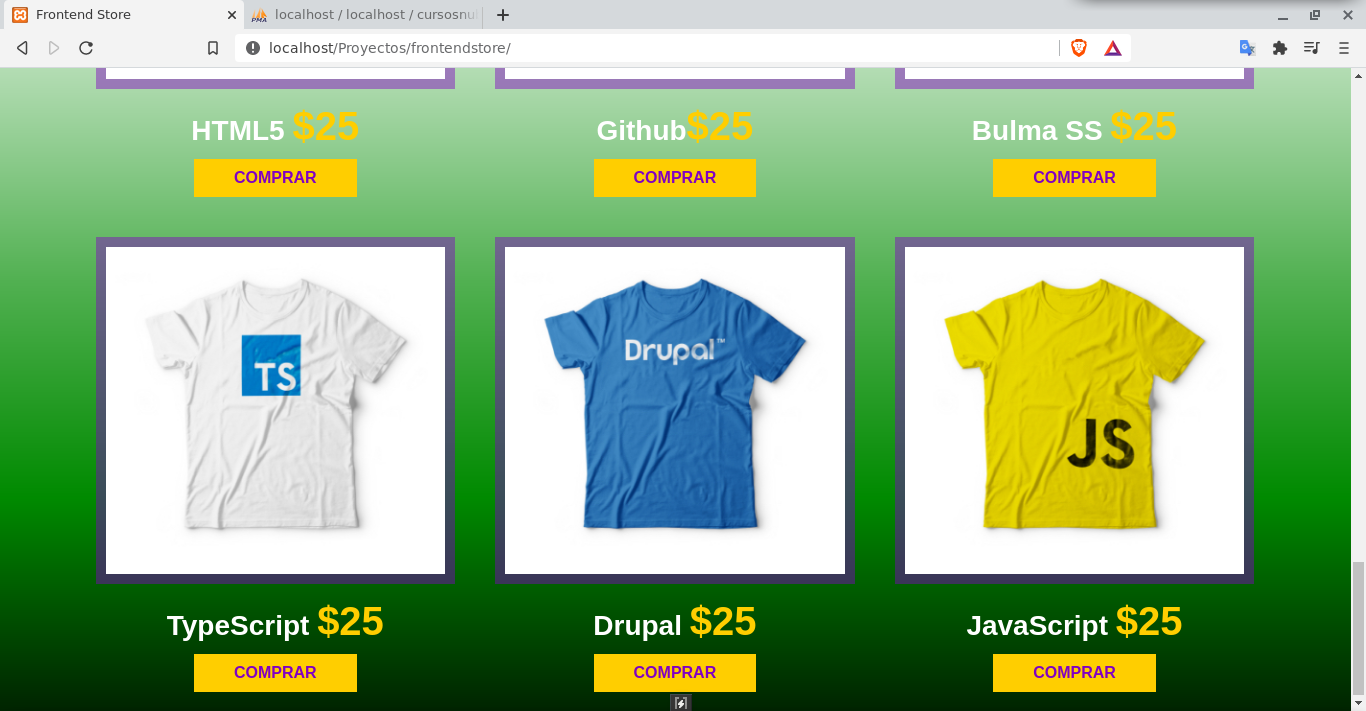 Frontend Store
localhost / localhost / cursosnu
localhost/Proyectos/frontendstore/
HTML5 $25
Github$25
Bulma SS $25
COMPRAR
COMPRAR
COMPRAR
TS
Drupal™
JS
TypeScript $25
Drupal $25
JavaScript $25
COMPRAR
COMPRAR
COMPRAR